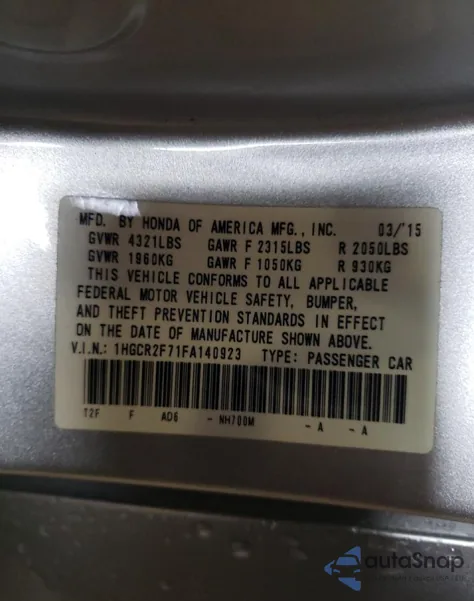 MFD. BY HONDA OF AMERICA MFG., INC. 03/'15
GVWR 4321LBS GAWR F 2315LBS R 2050LBS
GVWR 1960KG GAWR F 1050KG R 930KG
THIS VEHICLE CONFORMS TO ALL APPLICABLE
FEDERAL MOTOR VEHICLE SAFETY, BUMPER,
AND THEFT PREVENTION STANDARDS IN EFFECT
ON THE DATE OF MANUFACTURE SHOWN ABOVE.
V.I.N.: 1HGCR2F71FA140923 TYPE: PASSENGER CAR
T2F F AD6 - NH700M - A - A
autoSnap